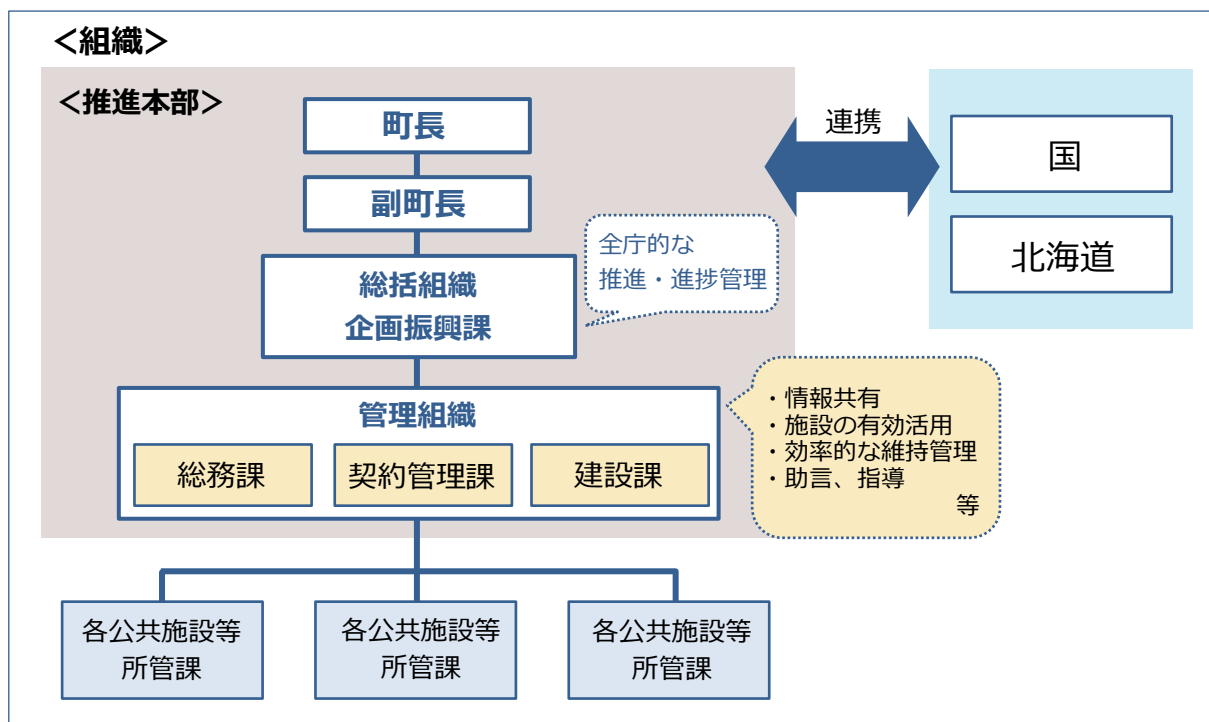 ＜組織＞
＜推進本部＞
町長
副町長
総括組織
企画振興課
全庁的な
推進・進捗管理
管理組織
総務課
契約管理課
建設課
・情報共有
・施設の有効活用
・効率的な維持管理
・助言、指導
等
連携
国
北海道
各公共施設等
所管課
各公共施設等
所管課
各公共施設等
所管課